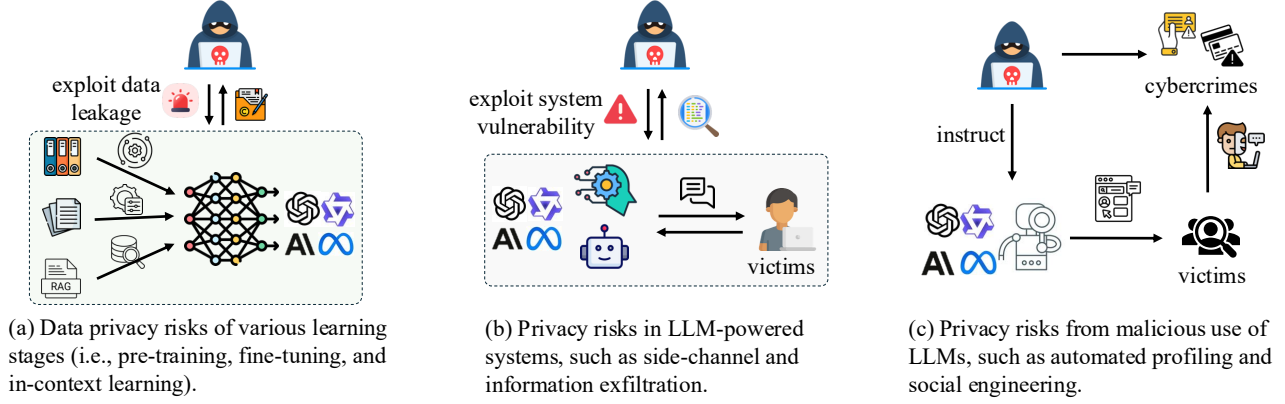 exploit data
leakage
RAG
(a) Data privacy risks of various learning
stages (i.e., pre-training, fine-tuning, and
in-context learning).
exploit system
vulnerability
victims
(b) Privacy risks in LLM-powered
systems, such as side-channel and
information exfiltration.
cybercrimes
instruct
victims
(c) Privacy risks from malicious use of
LLMs, such as automated profiling and
social engineering.